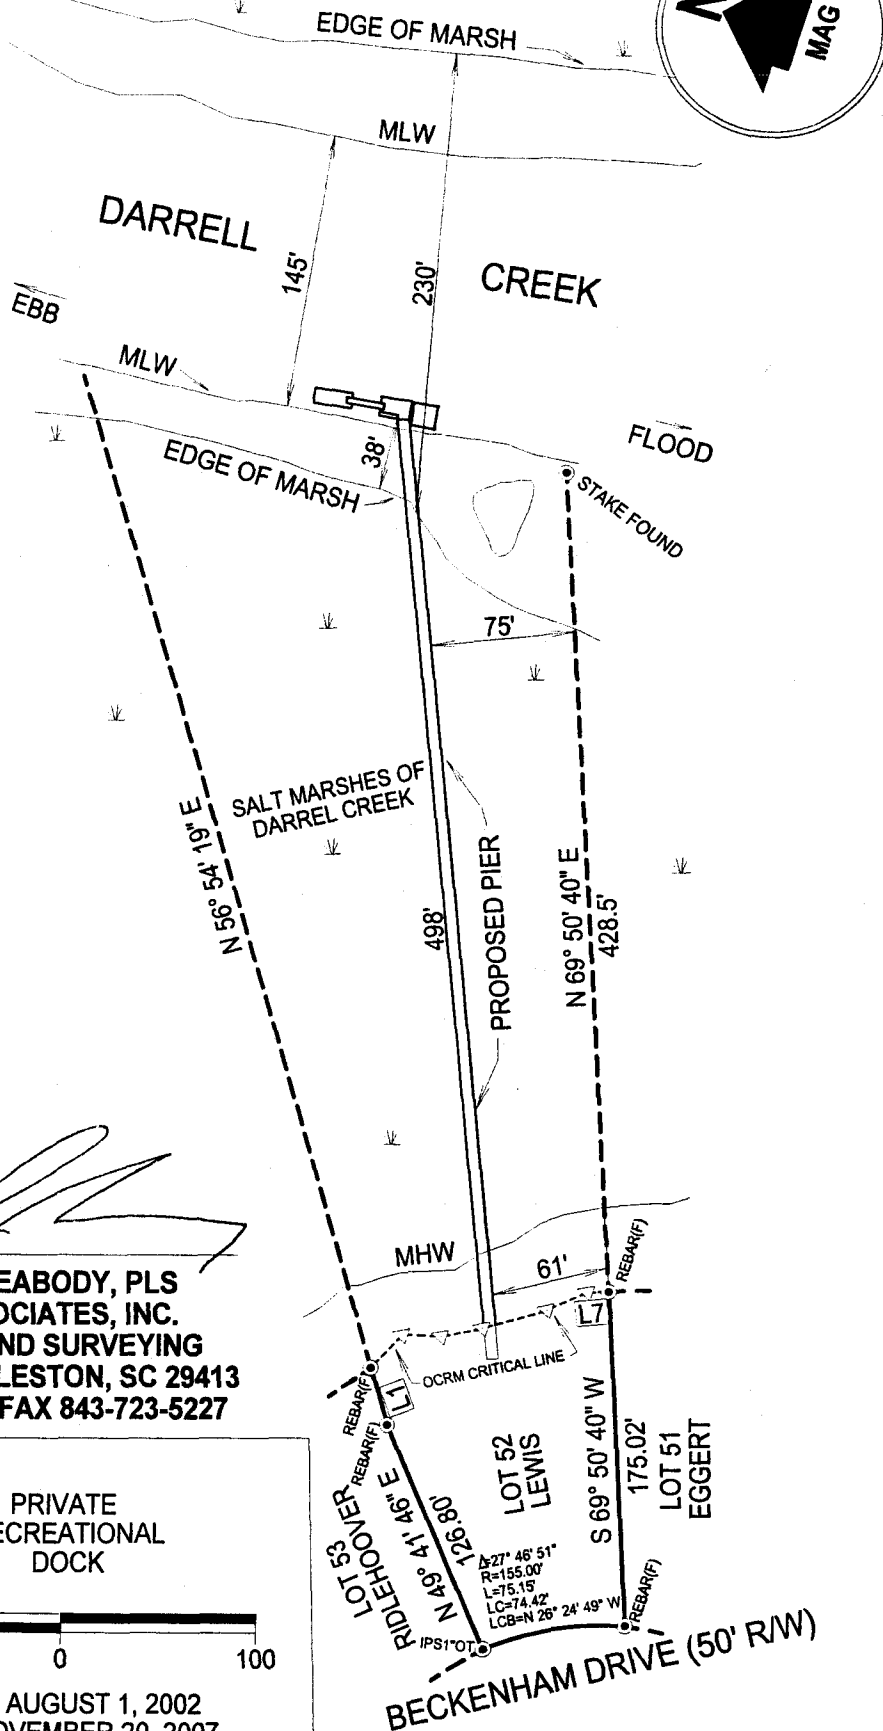 EDGE OF MARSH
N
MAG
MLW
DARRELL
CREEK
145'
230'
EBB
MLW
FLOOD
38'
EDGE OF MARSH
STAKE FOUND
75'
SALT MARSHES OF
DARREL CREEK
N 56° 54' 19" E
498'
PROPOSED PIER
N 69° 50' 40" E
428.5'
MHW
61'
REBAR(F)
L7
OCRM CRITICAL LINE
REBAR(F)
L1
REBAR(F)
EABODY, PLS
OCIATES, INC.
ND SURVEYING
LESTON, SC 29413
FAX 843-723-5227
LOT 52
LEWIS
S 69° 50' 40" W
175.02'
LOT 51
EGGERT
LOT 53
RIDLEHOOVER
N 49° 41' 46" E
126.80'
Δ=27° 46' 51"
R=155.00'
L=75.15'
LC=74.42'
LCB=N 26° 24' 49" W
REBAR(F)
IPS1"OT
BECKENHAM DRIVE (50' R/W)
PRIVATE
ECREATIONAL
DOCK
0 100
AUGUST 1, 2002
OVEMBER 20, 2007